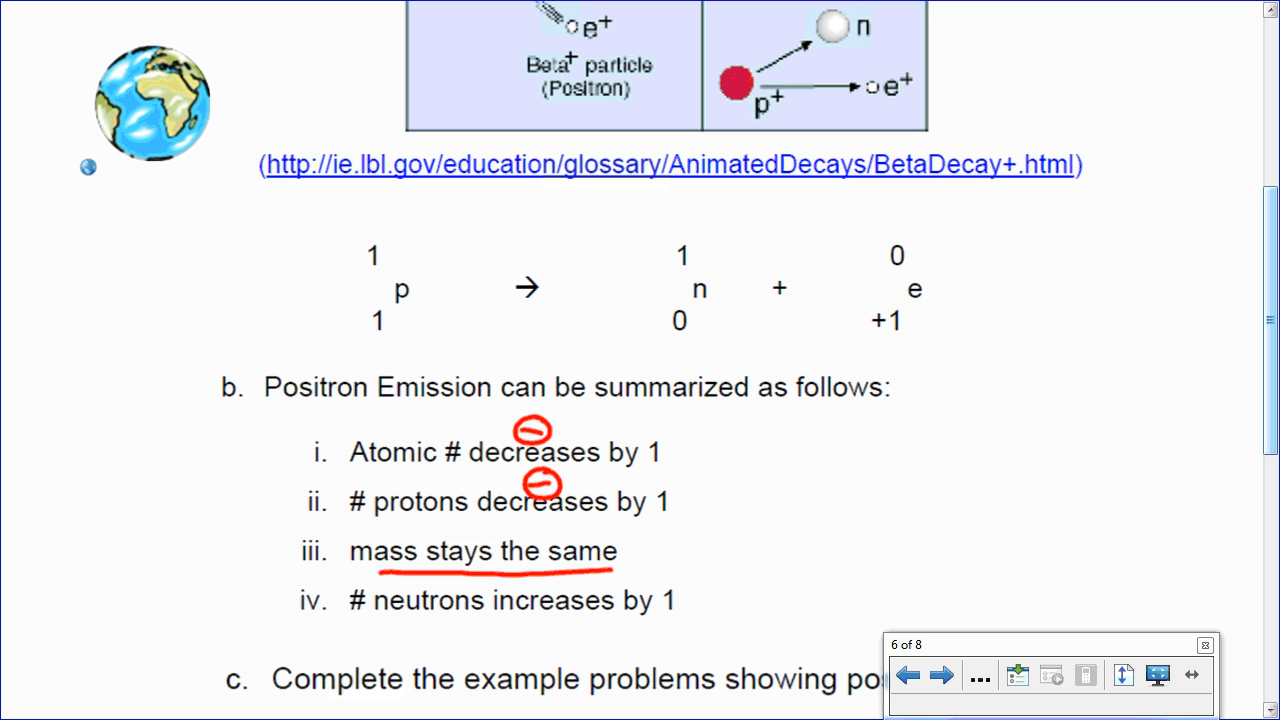 e+
Beta+ particle
(Positron)
n
p+
e+
(http://ie.lbl.gov/education/glossary/AnimatedDecays/BetaDecay+.html)
1 1 0
p → n + e
1 0 +1
b. Positron Emission can be summarized as follows:
i. Atomic # decreases by 1
ii. # protons decreases by 1
iii. mass stays the same
iv. # neutrons increases by 1
c. Complete the example problems showing po
6 of 8